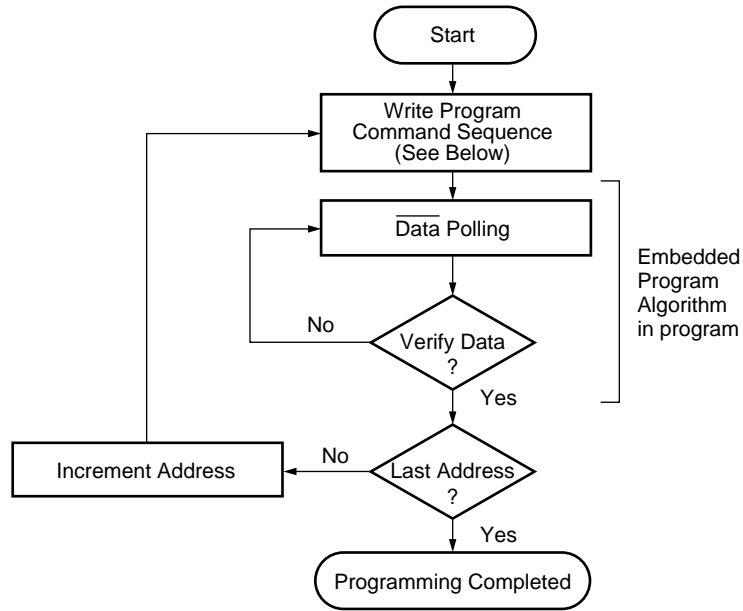 Start
Write Program
Command Sequence
(See Below)
Data Polling
Embedded
Program
Algorithm
in program
No
Verify Data
?
Yes
No
Increment Address
Last Address
?
Yes
Programming Completed